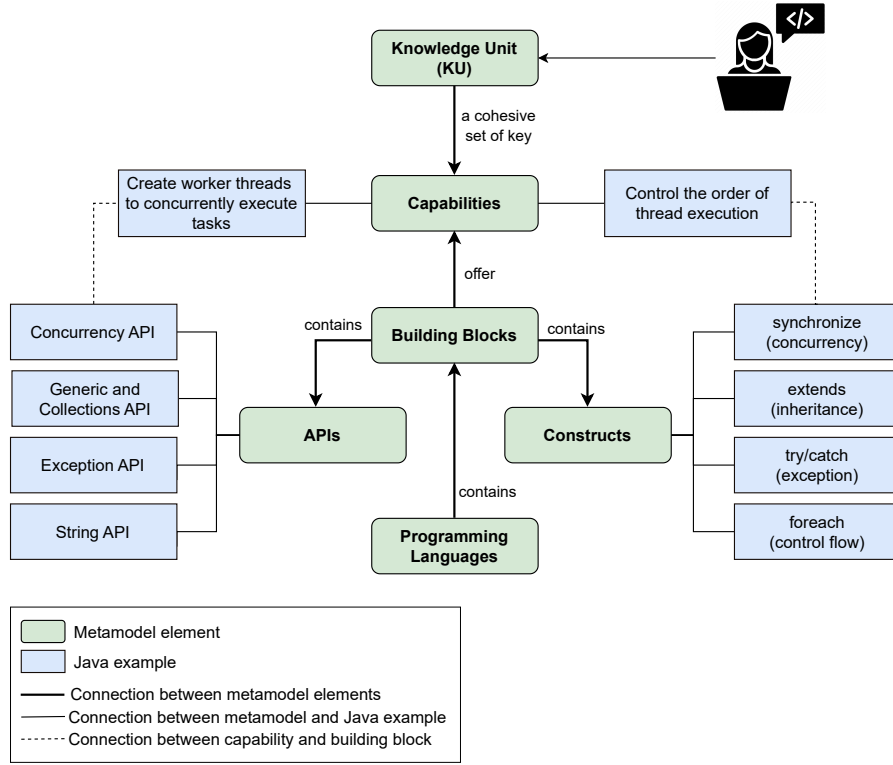 </>
Knowledge Unit
(KU)
a cohesive
set of key
Create worker threads
to concurrently execute
tasks
Capabilities
Control the order of
thread execution
offer
Concurrency API
contains
Building Blocks
contains
synchronize
(concurrency)
Generic and
Collections API
extends
(inheritance)
APIs
Constructs
Exception API
try/catch
(exception)
contains
String API
Programming
Languages
foreach
(control flow)
Metamodel element
Java example
Connection between metamodel elements
Connection between metamodel and Java example
Connection between capability and building block